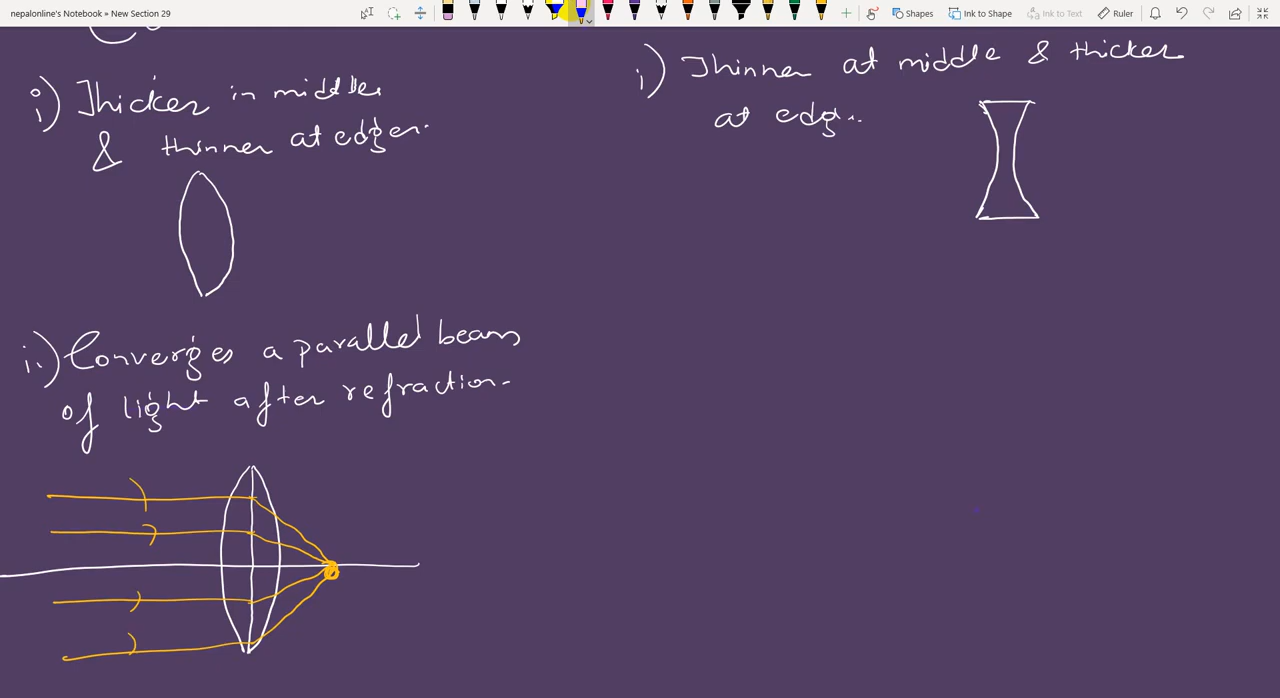 nepalonline's Notebook » New Section 29
Shapes
Ink to Shape
Ink to Text
Ruler
i) Thicker in middle
& thinner at edges.
ii) Converges a parallel beam
of light after refraction.
i) Thinner at middle & thicker
at edg..